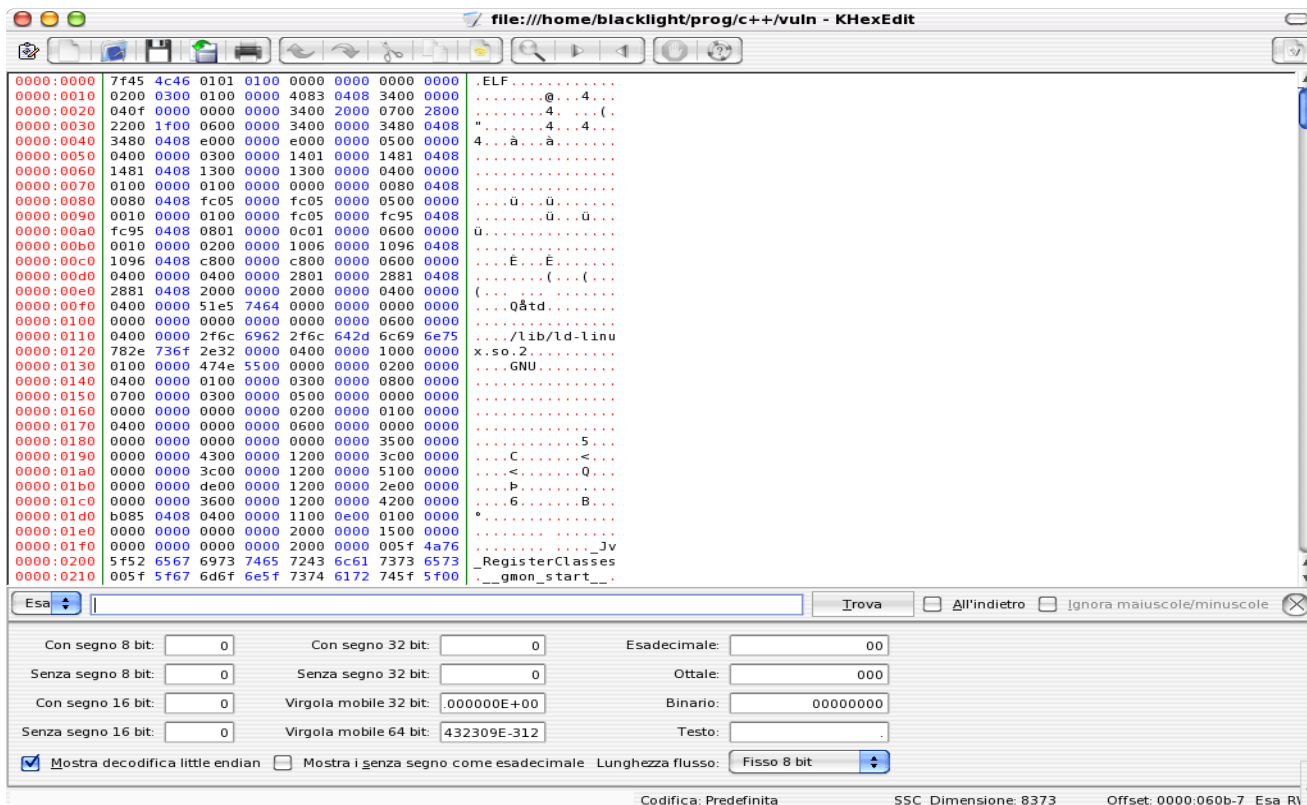 file:///home/blacklight/prog/c++/vuln - KHexEdit
0000:0000 7f45 4c46 0101 0100 0000 0000 0000 0000 .ELF............
0000:0010 0200 0300 0100 0000 4083 0408 3400 0000 ........@...4...
0000:0020 040f 0000 0000 0000 3400 2000 0700 2800 ........4. ...(.
0000:0030 2200 1f00 0600 0000 3400 0000 3480 0408 ".......4...4...
0000:0040 3480 0408 e000 0000 e000 0000 0500 0000 4...à...à.......
0000:0050 0400 0000 0300 0000 1401 0000 1481 0408 ................
0000:0060 1481 0408 1300 0000 1300 0000 0400 0000 ................
0000:0070 0100 0000 0100 0000 0000 0000 0080 0408 ................
0000:0080 0080 0408 fc05 0000 fc05 0000 0500 0000 ....ü...ü.......
0000:0090 0010 0000 0100 0000 fc05 0000 fc95 0408 ........ü...ü...
0000:00a0 fc95 0408 0801 0000 0c01 0000 0600 0000 ü...............
0000:00b0 0010 0000 0200 0000 1006 0000 1096 0408 ................
0000:00c0 1096 0408 c800 0000 c800 0000 0600 0000 ....È...È.......
0000:00d0 0400 0000 0400 0000 2801 0000 2881 0408 ........(...(...
0000:00e0 2881 0408 2000 0000 2000 0000 0400 0000 (... ... .......
0000:00f0 0400 0000 51e5 7464 0000 0000 0000 0000 ....Qåtd........
0000:0100 0000 0000 0000 0000 0000 0000 0600 0000 ................
0000:0110 0400 0000 2f6c 6962 2f6c 642d 6c69 6e75 ..../lib/ld-linu
0000:0120 782e 736f 2e32 0000 0400 0000 1000 0000 x.so.2..........
0000:0130 0100 0000 474e 5500 0000 0000 0200 0000 ....GNU.........
0000:0140 0400 0000 0100 0000 0300 0000 0800 0000 ................
0000:0150 0700 0000 0300 0000 0500 0000 0000 0000 ................
0000:0160 0000 0000 0000 0000 0200 0000 0100 0000 ................
0000:0170 0400 0000 0000 0000 0600 0000 0000 0000 ................
0000:0180 0000 0000 0000 0000 0000 0000 3500 0000 ............5...
0000:0190 0000 0000 4300 0000 1200 0000 3c00 0000 ....C.......<...
0000:01a0 0000 0000 3c00 0000 1200 0000 5100 0000 ....<.......Q...
0000:01b0 0000 0000 de00 0000 1200 0000 2e00 0000 ....Þ...........
0000:01c0 0000 0000 3600 0000 1200 0000 4200 0000 ....6.......B...
0000:01d0 b085 0408 0400 0000 1100 0e00 0100 0000 °...............
0000:01e0 0000 0000 0000 0000 2000 0000 1500 0000 ........ .......
0000:01f0 0000 0000 0000 0000 2000 0000 005f 4a76 ........ ...._Jv
0000:0200 5f52 6567 6973 7465 7243 6c61 7373 6573 _RegisterClasses
0000:0210 005f 5f67 6d6f 6e5f 7374 6172 745f 5f00 .__gmon_start__.
Esa Trova All'indietro Ignora maiuscole/minuscole
Con segno 8 bit: 0 Con segno 32 bit: 0 Esadecimale: 00
Senza segno 8 bit: 0 Senza segno 32 bit: 0 Ottale: 000
Con segno 16 bit: 0 Virgola mobile 32 bit: .000000E+00 Binario: 00000000
Senza segno 16 bit: 0 Virgola mobile 64 bit: 432309E-312 Testo: .
Mostra decodifica little endian Mostra i senza segno come esadecimale Lunghezza flusso: Fisso 8 bit
Codifica: Predefinita SSC Dimensione: 8373 Offset: 0000:060b-7 Esa